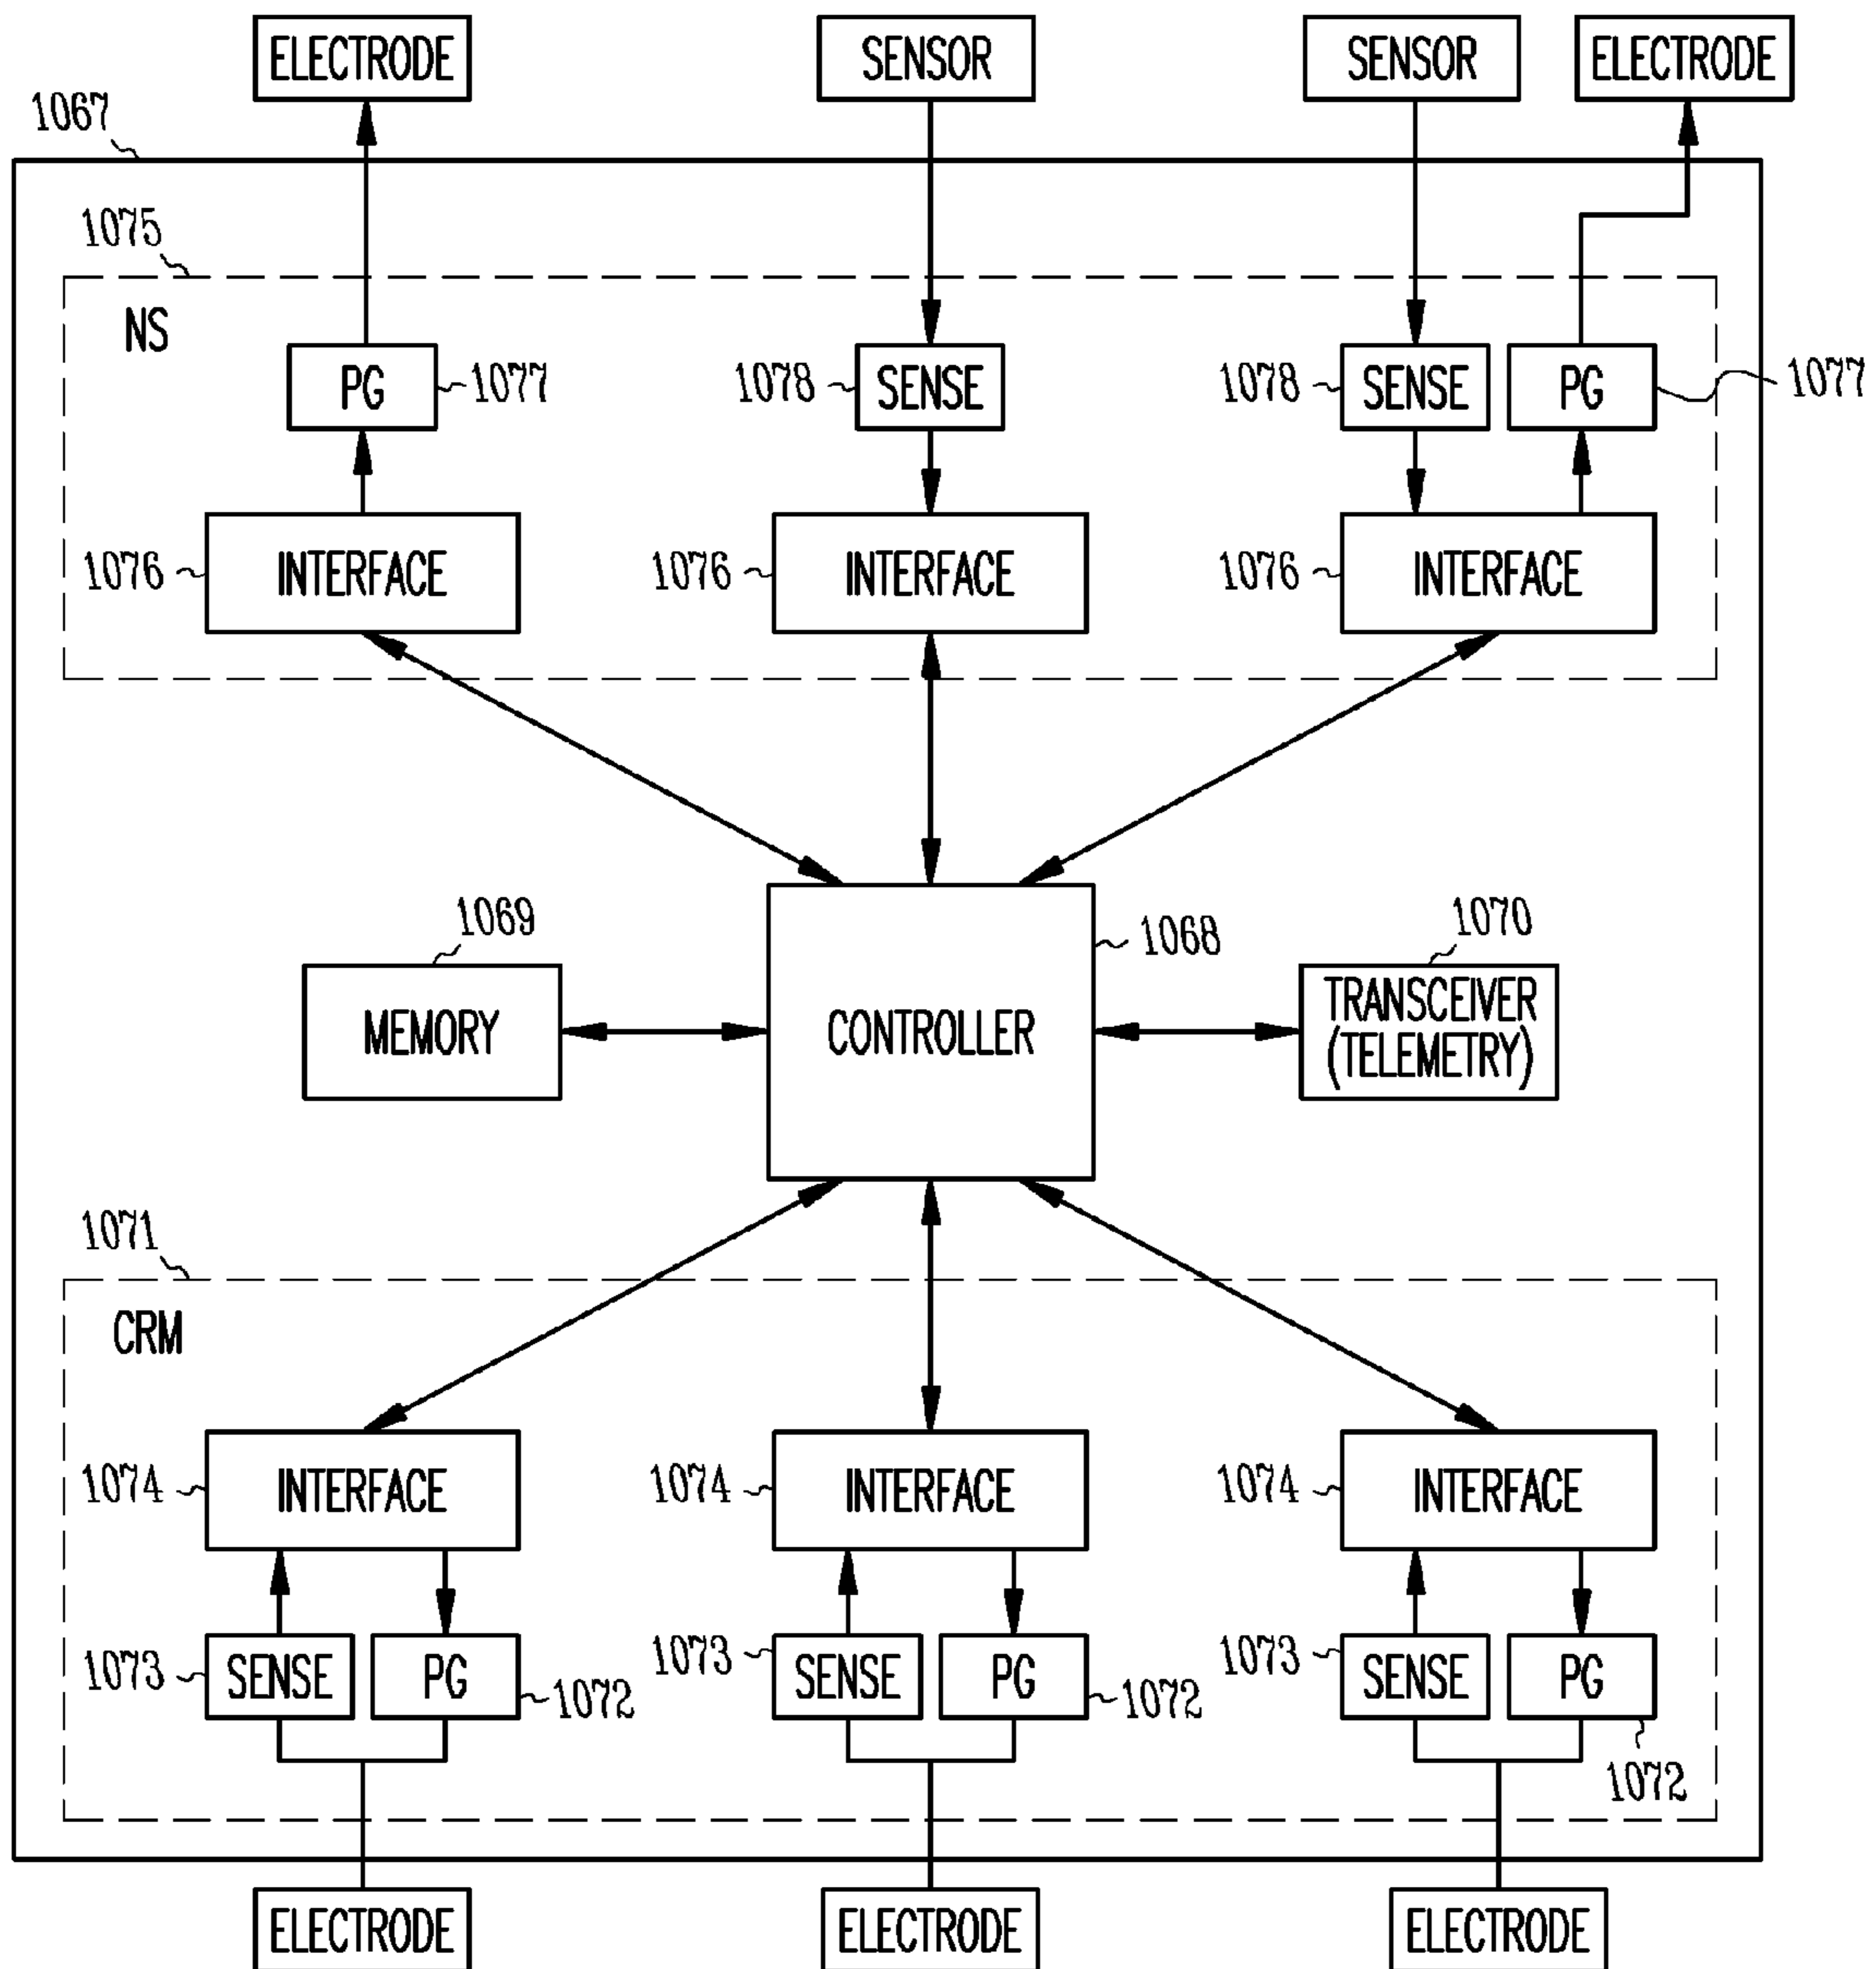 ELECTRODE
SENSOR
SENSOR
ELECTRODE
1067
1075
NS
PG
1077
1078
SENSE
1078
SENSE
PG
1077
1076
INTERFACE
1076
INTERFACE
1076
INTERFACE
1069
MEMORY
CONTROLLER
1068
1070
TRANSCEIVER
(TELEMETRY)
1071
CRM
1074
INTERFACE
1074
INTERFACE
1074
INTERFACE
1073
SENSE
PG
1072
1073
SENSE
PG
1072
1073
SENSE
PG
1072
ELECTRODE
ELECTRODE
ELECTRODE